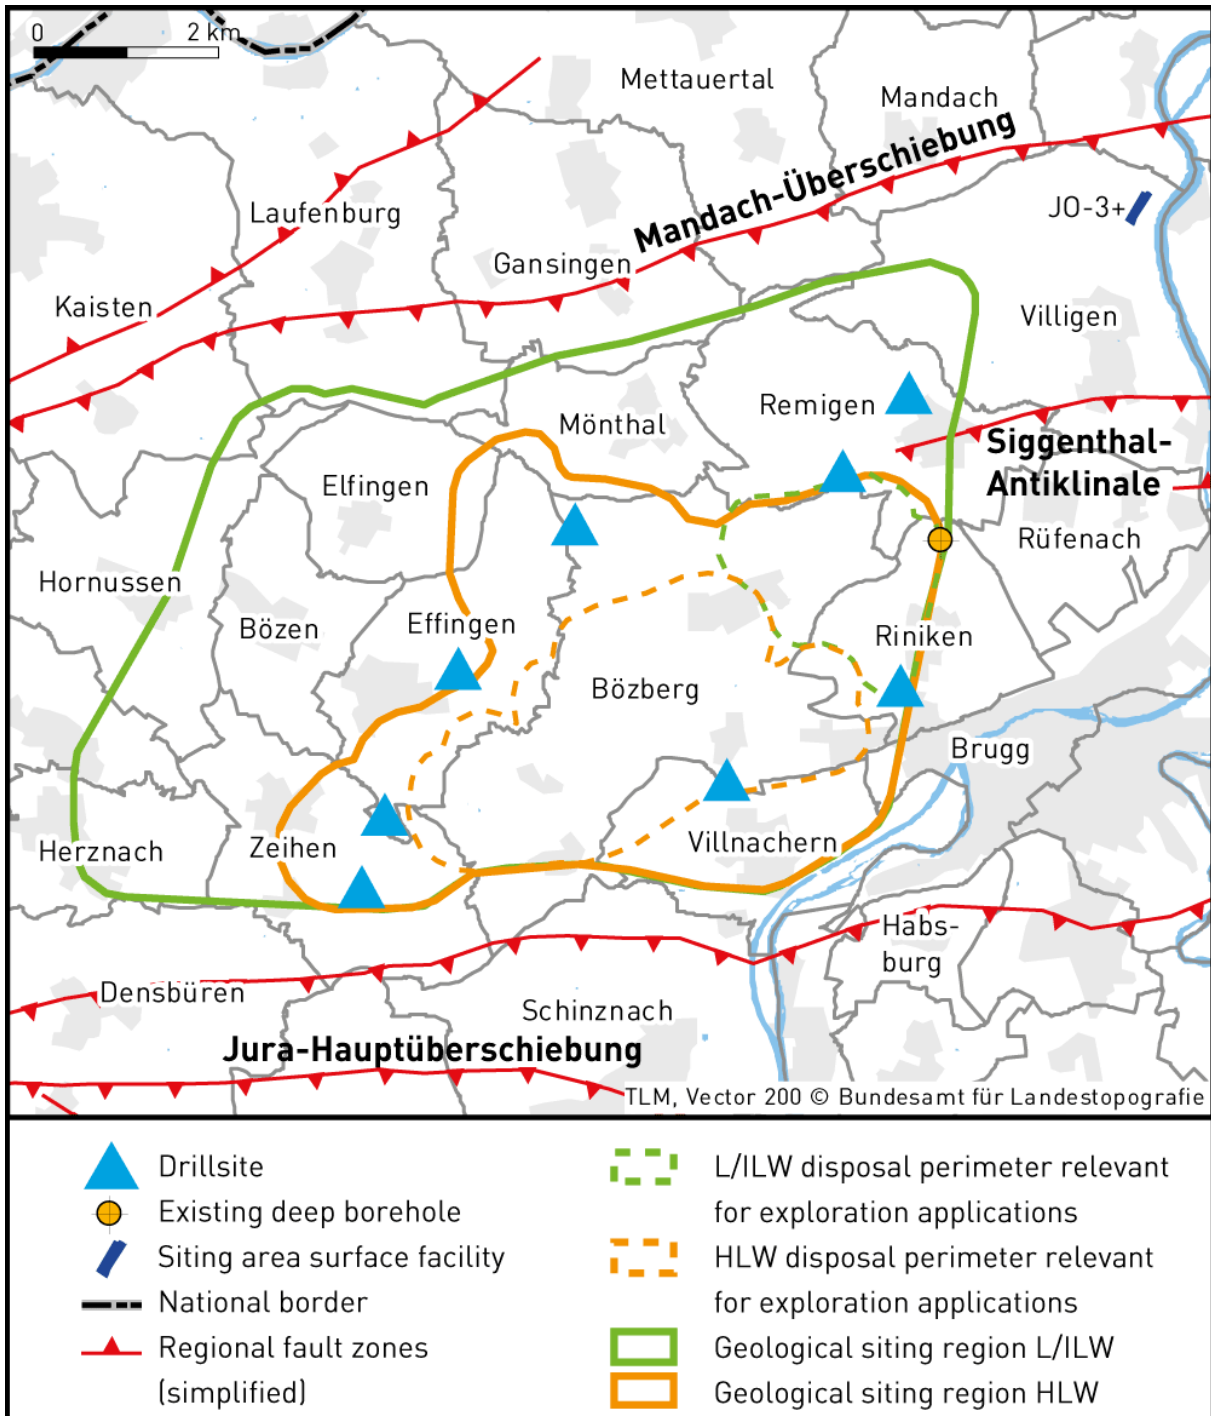 0 2 km
Mettauertal
Mandach
Mandach-Überschiebung
JO-3+
Laufenburg
Gansingen
Kaisten
Villigen
Remigen
Mönthal
Siggenthal-
Antiklinale
Elfingen
Rüfenach
Hornussen
Bözen
Effingen
Riniken
Bözberg
Brugg
Villnachern
Herznach
Zeihen
Habs-
burg
Densbüren
Schinznach
Jura-Hauptüberschiebung
TLM, Vector 200 © Bundesamt für Landestopografie
Drillsite
Existing deep borehole
Siting area surface facility
National border
Regional fault zones
(simplified)
L/ILW disposal perimeter relevant
for exploration applications
HLW disposal perimeter relevant
for exploration applications
Geological siting region L/ILW
Geological siting region HLW